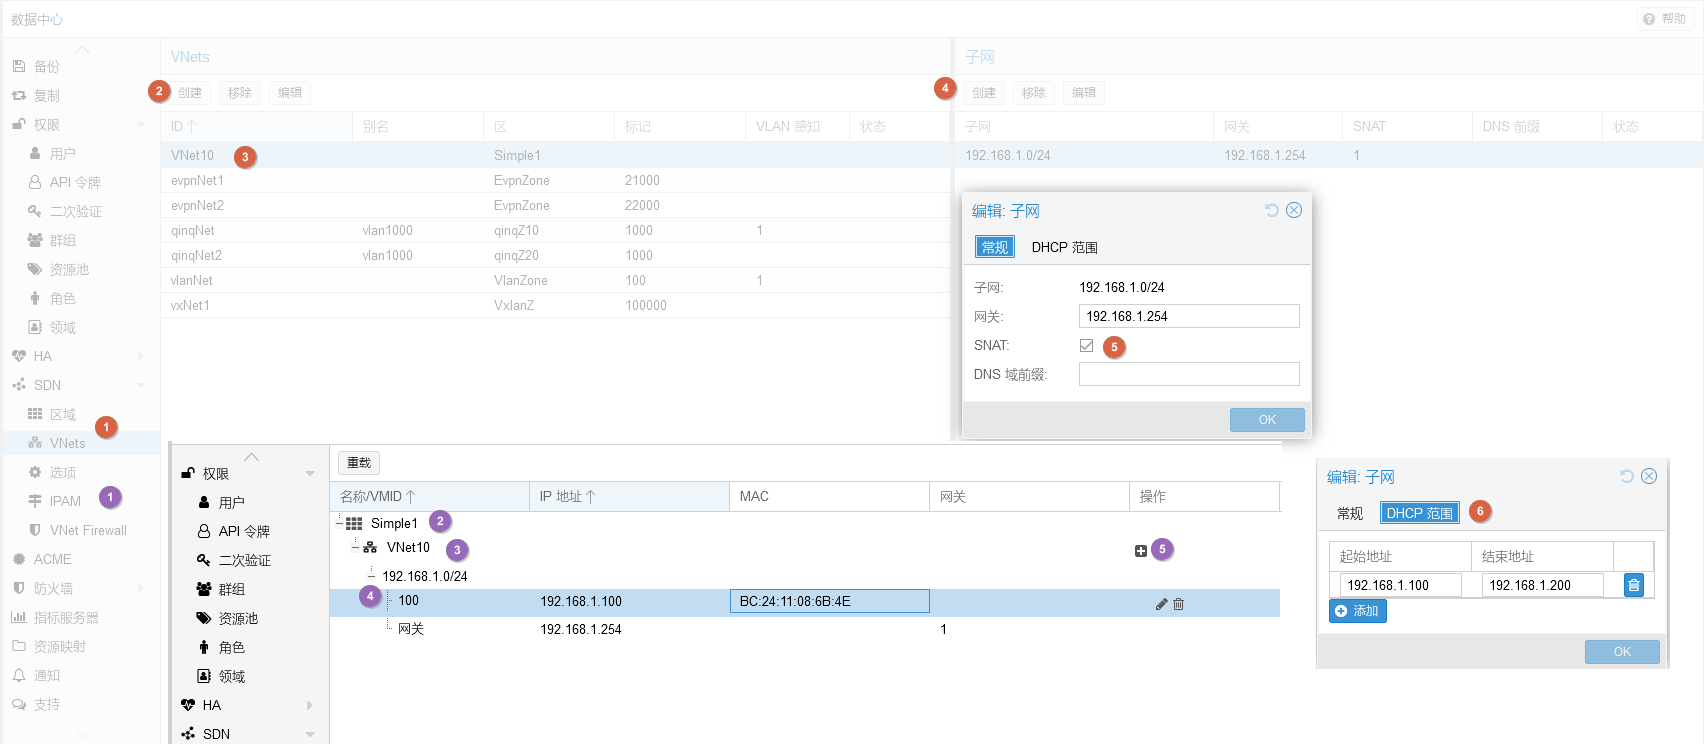 数据中心
帮助
备份
复制
权限
用户
API 令牌
二次验证
群组
资源池
角色
领域
HA
SDN
区域
VNets
1
选项
IPAM
1
VNet Firewall
ACME
防火墙
指标服务器
资源映射
通知
支持
VNets
2 创建 移除 编辑
ID 别名 区 标记 VLAN 感知 状态
VNet10 3 Simple1
evpnNet1 EvpnZone 21000
evpnNet2 EvpnZone 22000
qinqNet vlan1000 qinqZ10 1000 1
qinqNet2 vlan1000 qinqZ20 1000
vlanNet VlanZone 100 1
vxNet1 VxlanZ 100000
子网
4 创建 移除 编辑
子网 网关 SNAT DNS 前缀 状态
192.168.1.0/24 192.168.1.254 1
编辑: 子网
常规 DHCP 范围
子网: 192.168.1.0/24
网关: 192.168.1.254
SNAT: 5
DNS 域前缀:
OK
权限
用户
API 令牌
二次验证
群组
资源池
角色
领域
HA
SDN
重载
名称/VMID IP 地址 MAC 网关 操作
Simple1 2
VNet10 3 5
192.168.1.0/24
4 100 192.168.1.100 BC:24:11:08:6B:4E
网关 192.168.1.254 1
编辑: 子网
常规 DHCP 范围 6
起始地址 结束地址
192.168.1.100 192.168.1.200
添加
OK